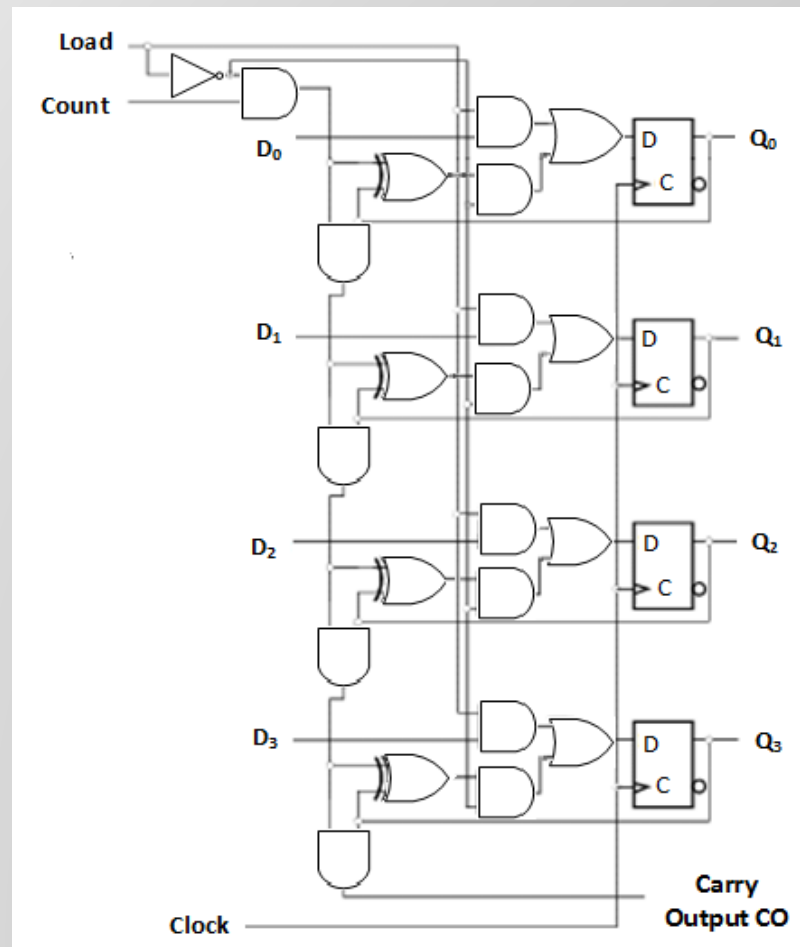 Load
Count
D₀
D
Q₀
C
D₁
D
Q₁
C
D₂
D
Q₂
C
D₃
D
Q₃
C
Carry
Output CO
Clock